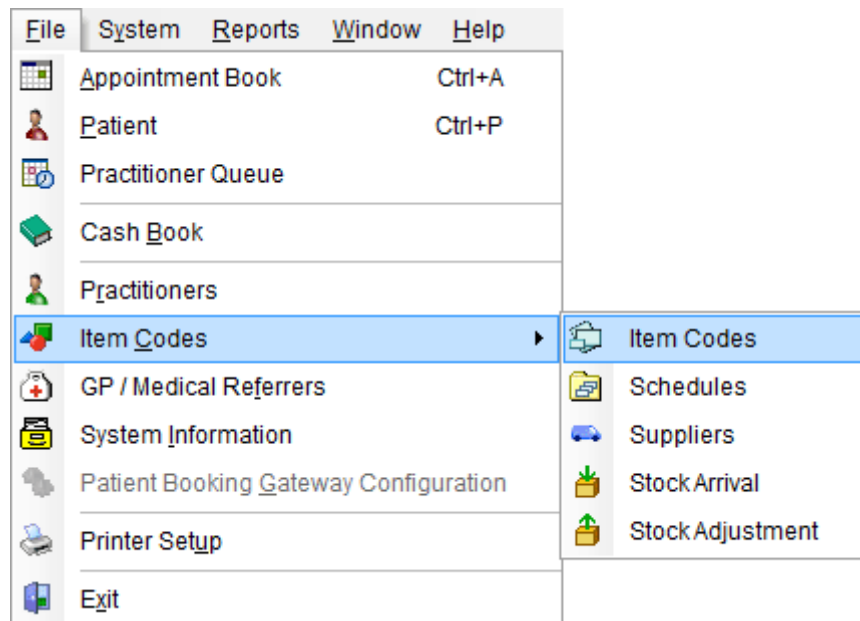 File System Reports Window Help
Appointment Book Ctrl+A
Patient Ctrl+P
Practitioner Queue
Cash Book
Practitioners
Item Codes
GP / Medical Referrers
System Information
Patient Booking Gateway Configuration
Printer Setup
Exit
Item Codes
Schedules
Suppliers
Stock Arrival
Stock Adjustment